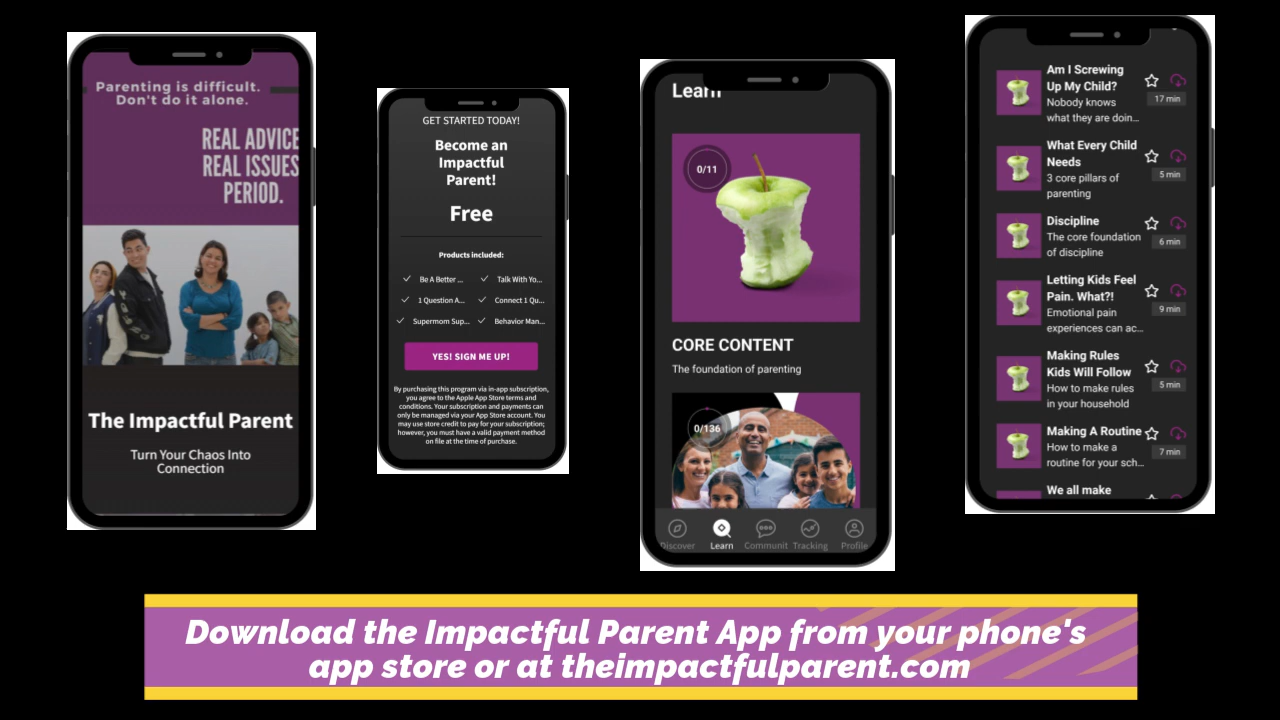 Parenting is difficult.
Don't do it alone.
REAL ADVICE
REAL ISSUES
PERIOD.
The Impactful Parent
Turn Your Chaos Into
Connection
GET STARTED TODAY!
Become an
Impactful
Parent!
Free
Products included:
Be A Better ... Talk With Yo...
1 Question A... Connect 1 Qu...
Supermom Sup... Behavior Man...
YES! SIGN ME UP!
By purchasing this program via in-app subscription,
you agree to the Apple App Store terms and
conditions. Your subscription and payments can
only be managed via your App Store account. You
may use store credit to pay for your subscription;
however, you must have a valid payment method
on file at the time of purchase.
Learn
0/11
CORE CONTENT
The foundation of parenting
0/136
Discover Learn Communit Tracking Profile
Am I Screwing
Up My Child?
Nobody knows
what they are doin...
17 min
What Every Child
Needs
3 core pillars of
parenting
5 min
Discipline
The core foundation
of discipline
6 min
Letting Kids Feel
Pain. What?!
Emotional pain
experiences can ac...
9 min
Making Rules
Kids Will Follow
How to make rules
in your household
5 min
Making A Routine
How to make a
routine for your sch...
7 min
We all make
Download the Impactful Parent App from your phone's
app store or at theimpactfulparent.com